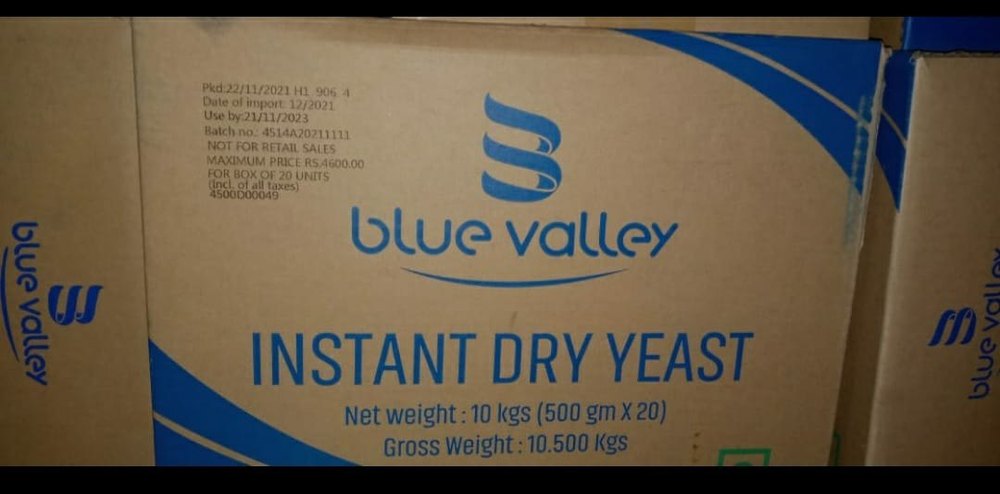 Pkd:22/11/2021 H1 906 4
Date of import: 12/2021
Use by:21/11/2023
Batch no.: 4514A20211111
NOT FOR RETAIL SALES
MAXIMUM PRICE RS.4600.00
FOR BOX OF 20 UNITS
(Incl. of all taxes)
4500D00049
blue valley
INSTANT DRY YEAST
Net weight : 10 kgs (500 gm X 20)
Gross Weight : 10.500 Kgs
blue valley
blue valley